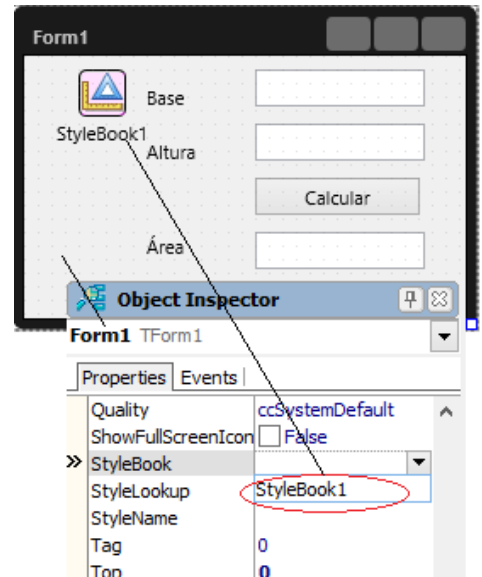 Form1
Base
StyleBook1
Altura
Calcular
Área
Object Inspector
Form1 TForm1
Properties Events
Quality ccSystemDefault
ShowFullScreenIcon False
StyleBook
StyleLookup StyleBook1
StyleName
Tag 0
Top 0